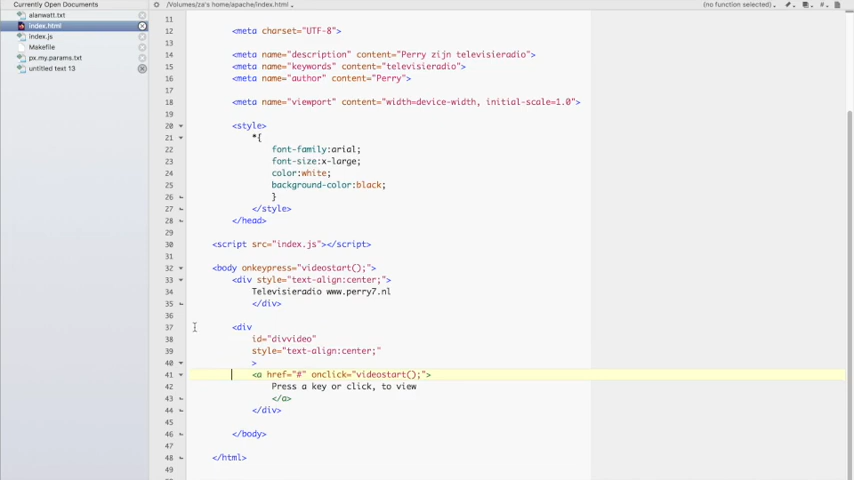 Currently Open Documents
/Volumes/za's home/apache/index.html
(no function selected)
alanwatt.txt
index.html
index.js
Makefile
px.my.params.txt
untitled text 13
11
12 <meta charset="UTF-8">
13
14 <meta name="description" content="Perry zijn televisieradio">
15 <meta name="keywords" content="televisieradio">
16 <meta name="author" content="Perry">
17
18 <meta name="viewport" content="width=device-width, initial-scale=1.0">
19
20 <style>
21 *{
22 font-family:arial;
23 font-size:x-large;
24 color:white;
25 background-color:black;
26 }
27 </style>
28 </head>
29
30 <script src="index.js"></script>
31
32 <body onkeypress="videostart();">
33 <div style="text-align:center;">
34 Televisieradio www.perry7.nl
35 </div>
36
37 <div
38 id="divvideo"
39 style="text-align:center;"
40 >
41 <a href="#" onclick="videostart();">
42 Press a key or click, to view
43 </a>
44 </div>
45
46 </body>
47
48 </html>
49